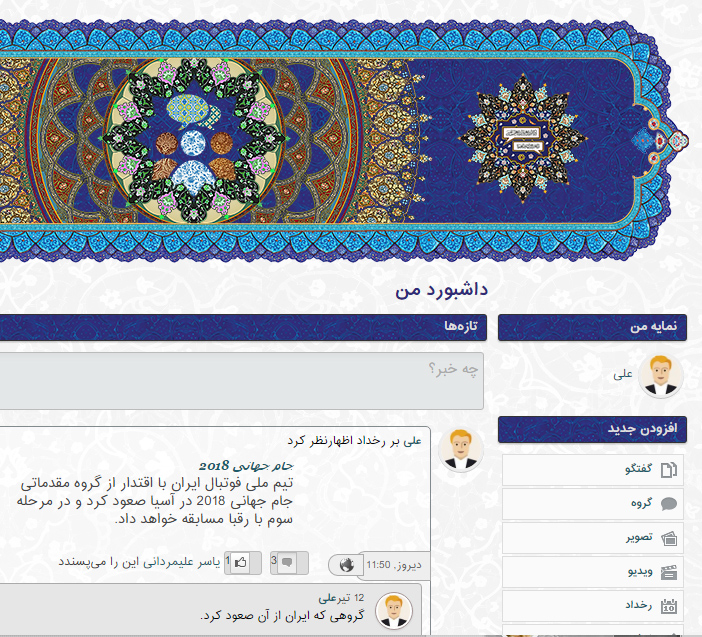 داشبورد من
نمایه من
علی
افزودن جدید
گفتگو
گروه
تصویر
ویدیو
رخداد
تازه‌ها
چه خبر؟
علی بر رخداد اظهارنظر کرد
جام جهانی 2018
تیم ملی فوتبال ایران با اقتدار از گروه مقدماتی
جام جهانی 2018 در آسیا صعود کرد و در مرحله
سوم با رقبا مسابقه خواهد داد.
دیروز, 11:50
3
1
یاسر علیمردانی این را می‌پسندد
12 تیرعلی
گروهی که ایران از آن صعود کرد.